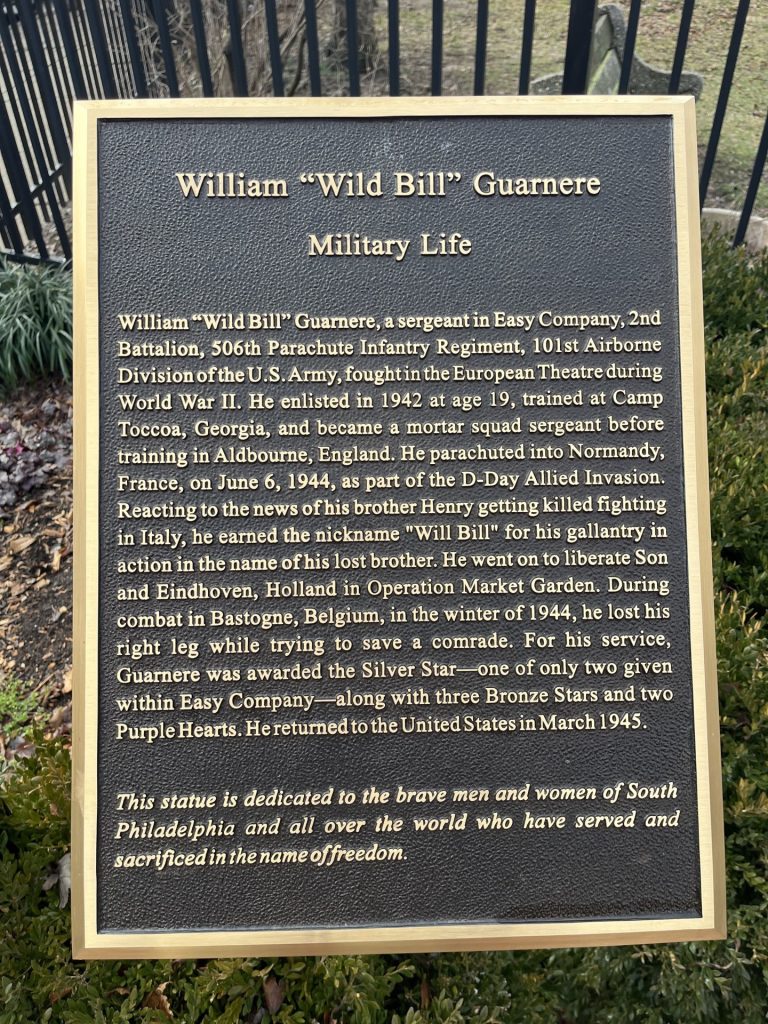 William “Wild Bill” Guarnere
Military Life
William “Wild Bill” Guarnere, a sergeant in Easy Company, 2nd
Battalion, 506th Parachute Infantry Regiment, 101st Airborne
Division of the U.S. Army, fought in the European Theatre during
World War II. He enlisted in 1942 at age 19, trained at Camp
Toccoa, Georgia, and became a mortar squad sergeant before
training in Aldbourne, England. He parachuted into Normandy,
France, on June 6, 1944, as part of the D-Day Allied Invasion.
Reacting to the news of his brother Henry getting killed fighting
in Italy, he earned the nickname "Will Bill" for his gallantry in
action in the name of his lost brother. He went on to liberate Son
and Eindhoven, Holland in Operation Market Garden. During
combat in Bastogne, Belgium, in the winter of 1944, he lost his
right leg while trying to save a comrade. For his service,
Guarnere was awarded the Silver Star—one of only two given
within Easy Company—along with three Bronze Stars and two
Purple Hearts. He returned to the United States in March 1945.
This statue is dedicated to the brave men and women of South
Philadelphia and all over the world who have served and
sacrificed in the name of freedom.